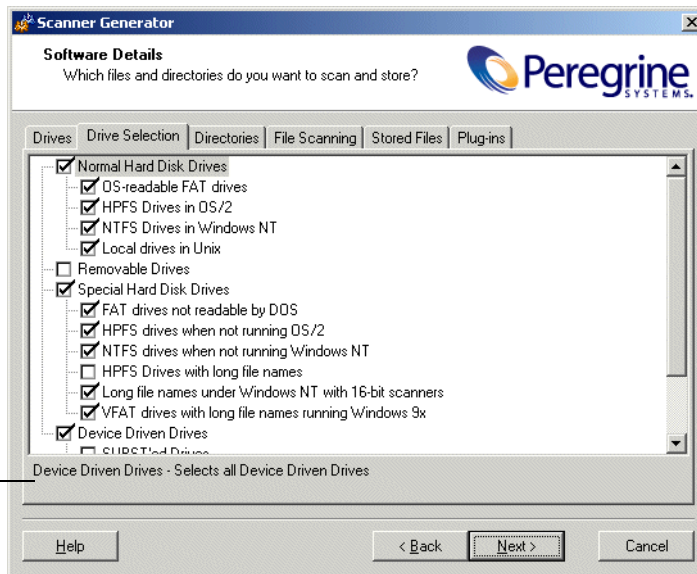 Scanner Generator
Software Details
Which files and directories do you want to scan and store?
Peregrine
SYSTEMS.
Drives Drive Selection Directories File Scanning Stored Files Plug-ins
Normal Hard Disk Drives
OS-readable FAT drives
HPFS Drives in OS/2
NTFS Drives in Windows NT
Local drives in Unix
Removable Drives
Special Hard Disk Drives
FAT drives not readable by DOS
HPFS drives when not running OS/2
NTFS drives when not running Windows NT
HPFS Drives with long file names
Long file names under Windows NT with 16-bit scanners
VFAT drives with long file names running Windows 9x
Device Driven Drives
SUBST'ed Drives
Device Driven Drives - Selects all Device Driven Drives
Help < Back Next > Cancel